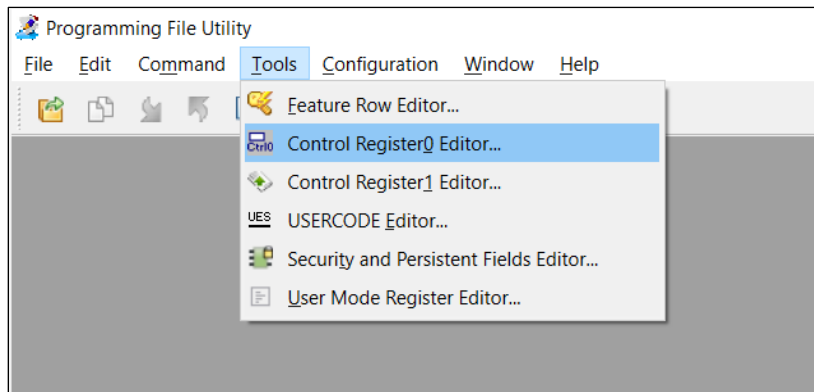 Programming File Utility
File Edit Command Tools Configuration Window Help
Feature Row Editor...
Ctrl0 Control Register0 Editor...
Control Register1 Editor...
UES USERCODE Editor...
Security and Persistent Fields Editor...
User Mode Register Editor...